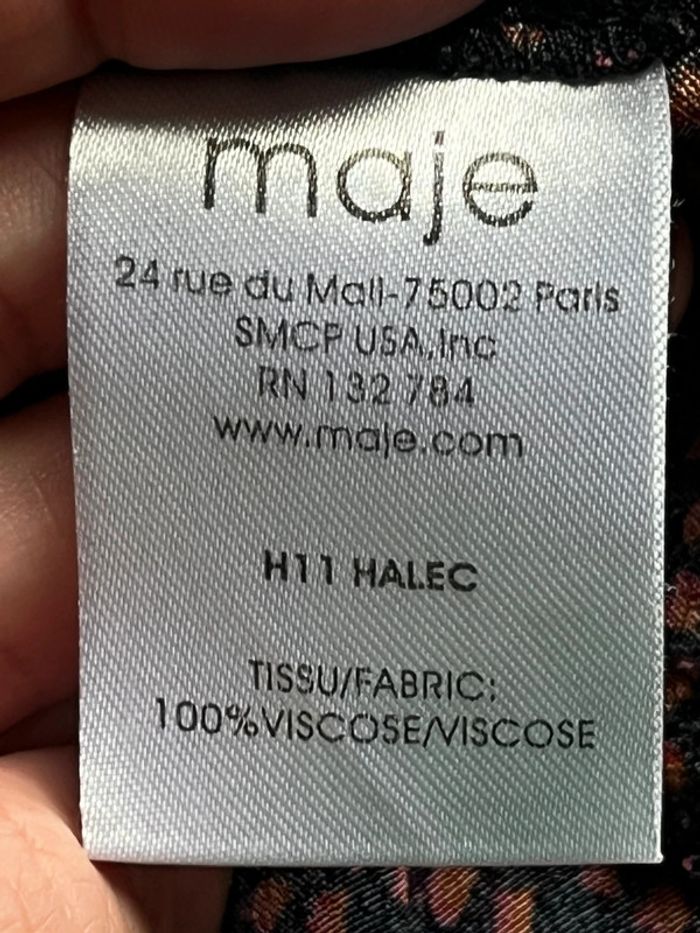 maje
24 rue du Mail-75002 Paris
SMCP USA,Inc
RN 132 784
www.maje.com
H11 HALEC
TISSU/FABRIC:
100%VISCOSE/VISCOSE